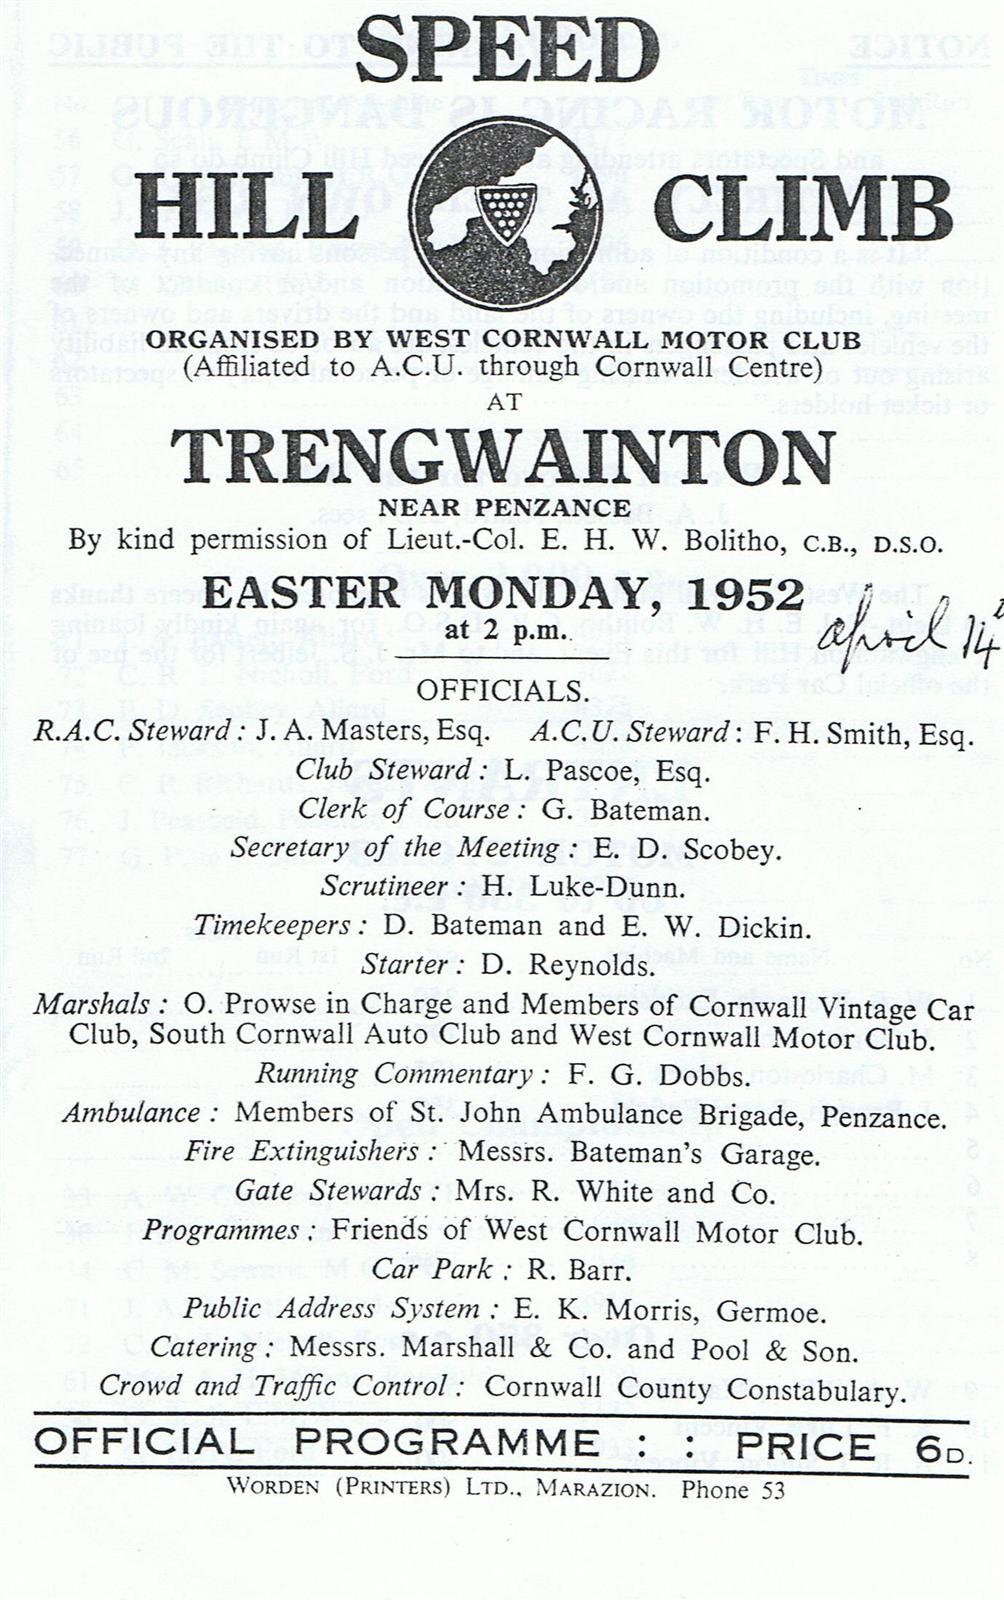 SPEED
HILL CLIMB
ORGANISED BY WEST CORNWALL MOTOR CLUB
(Affiliated to A.C.U. through Cornwall Centre)
AT
TRENGWAINTON
NEAR PENZANCE
By kind permission of Lieut.-Col. E. H. W. Bolitho, C.B., D.S.O.
EASTER MONDAY, 1952
april 14
at 2 p.m.
OFFICIALS.
R.A.C. Steward : J. A. Masters, Esq. A.C.U. Steward : F. H. Smith, Esq.
Club Steward : L. Pascoe, Esq.
Clerk of Course : G. Bateman.
Secretary of the Meeting : E. D. Scobey.
Scrutineer : H. Luke-Dunn.
Timekeepers : D. Bateman and E. W. Dickin.
Starter : D. Reynolds.
Marshals : O. Prowse in Charge and Members of Cornwall Vintage Car
Club, South Cornwall Auto Club and West Cornwall Motor Club.
Running Commentary : F. G. Dobbs.
Ambulance : Members of St. John Ambulance Brigade, Penzance.
Fire Extinguishers : Messrs. Bateman's Garage.
Gate Stewards : Mrs. R. White and Co.
Programmes : Friends of West Cornwall Motor Club.
Car Park : R. Barr.
Public Address System : E. K. Morris, Germoe.
Catering : Messrs. Marshall & Co. and Pool & Son.
Crowd and Traffic Control : Cornwall County Constabulary.
OFFICIAL PROGRAMME : : PRICE 6D.
WORDEN (PRINTERS) LTD., MARAZION. Phone 53